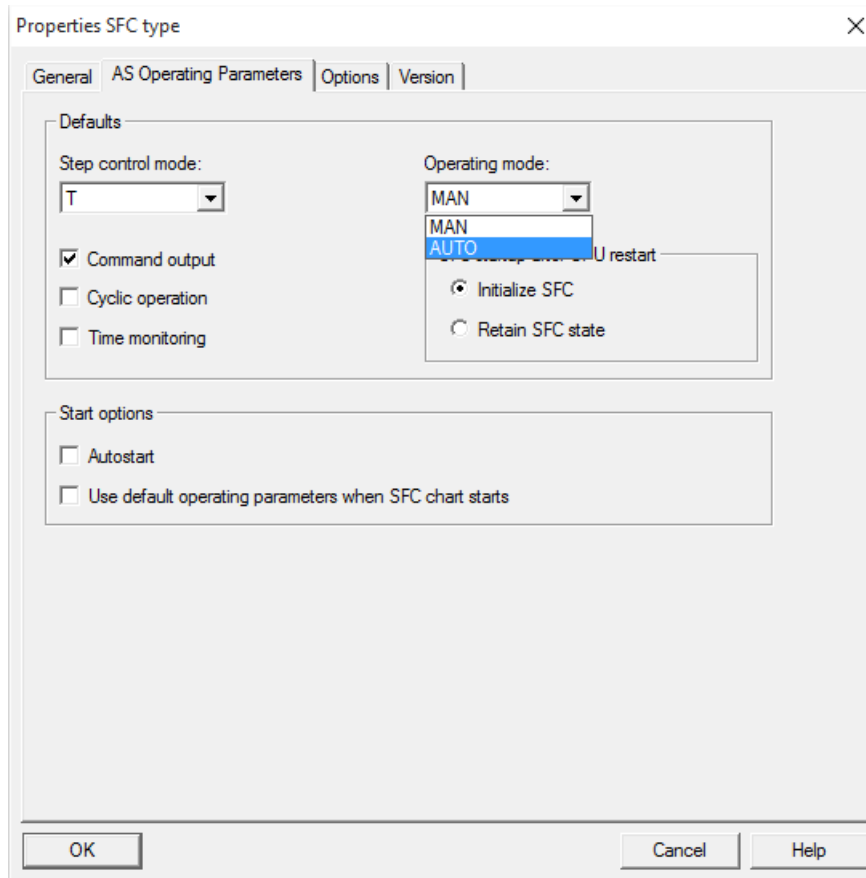 Properties SFC type
General AS Operating Parameters Options Version
Defaults
Step control mode: Operating mode:
T MAN
MAN
AUTO
Command output U restart
Cyclic operation Initialize SFC
Time monitoring Retain SFC state
Start options
Autostart
Use default operating parameters when SFC chart starts
OK Cancel Help